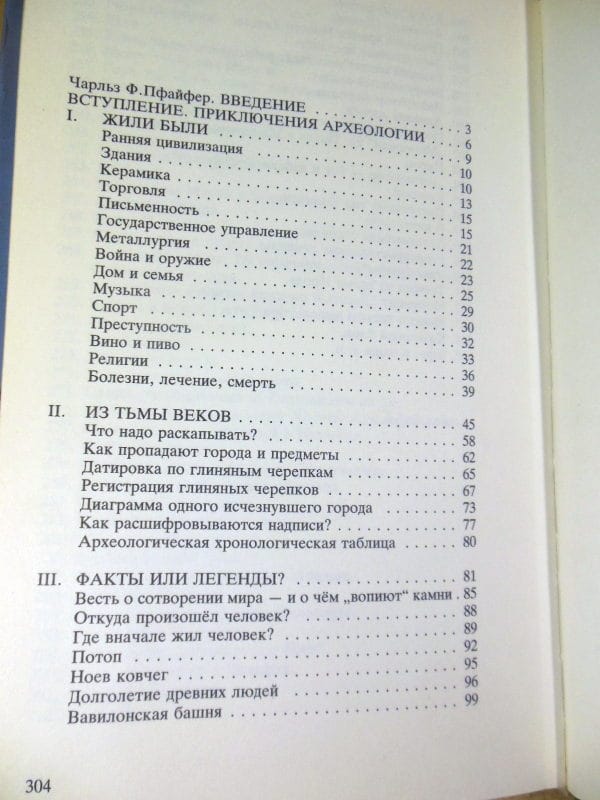 Чарльз Ф.Пфайфер. ВВЕДЕНИЕ . . . . . . . . . . . . . . . 3
ВСТУПЛЕНИЕ. ПРИКЛЮЧЕНИЯ АРХЕОЛОГИИ . . . . 6
I. ЖИЛИ БЫЛИ . . . . . . . . . . . . . . . . . . . . 9
Ранняя цивилизация . . . . . . . . . . . . . . . . . . 10
Здания . . . . . . . . . . . . . . . . . . . . . . . . 10
Керамика . . . . . . . . . . . . . . . . . . . . . . . 13
Торговля . . . . . . . . . . . . . . . . . . . . . . . 15
Письменность . . . . . . . . . . . . . . . . . . . . . 15
Государственное управление . . . . . . . . . . . . . . 21
Металлургия . . . . . . . . . . . . . . . . . . . . . 22
Война и оружие . . . . . . . . . . . . . . . . . . . . 23
Дом и семья . . . . . . . . . . . . . . . . . . . . . 25
Музыка . . . . . . . . . . . . . . . . . . . . . . . . 29
Спорт . . . . . . . . . . . . . . . . . . . . . . . . 30
Преступность . . . . . . . . . . . . . . . . . . . . . 32
Вино и пиво . . . . . . . . . . . . . . . . . . . . . 33
Религии . . . . . . . . . . . . . . . . . . . . . . . 36
Болезни, лечение, смерть . . . . . . . . . . . . . . . 39
II. ИЗ ТЬМЫ ВЕКОВ . . . . . . . . . . . . . . . . . . 45
Что надо раскапывать? . . . . . . . . . . . . . . . . 58
Как пропадают города и предметы . . . . . . . . . . . 62
Датировка по глиняным черепкам . . . . . . . . . . . . 65
Регистрация глиняных черепков . . . . . . . . . . . . 67
Диаграмма одного исчезнувшего города . . . . . . . . . 73
Как расшифровываются надписи? . . . . . . . . . . . . 77
Археологическая хронологическая таблица . . . . . . . 80
III. ФАКТЫ ИЛИ ЛЕГЕНДЫ? . . . . . . . . . . . . . . . 81
Весть о сотворении мира — и о чём „вопиют“ камни . 85
Откуда произошёл человек? . . . . . . . . . . . . . . 88
Где вначале жил человек? . . . . . . . . . . . . . . . 89
Потоп . . . . . . . . . . . . . . . . . . . . . . . . 92
Ноев ковчег . . . . . . . . . . . . . . . . . . . . . 95
Долголетие древних людей . . . . . . . . . . . . . . . 96
Вавилонская башня . . . . . . . . . . . . . . . . . . 99
304